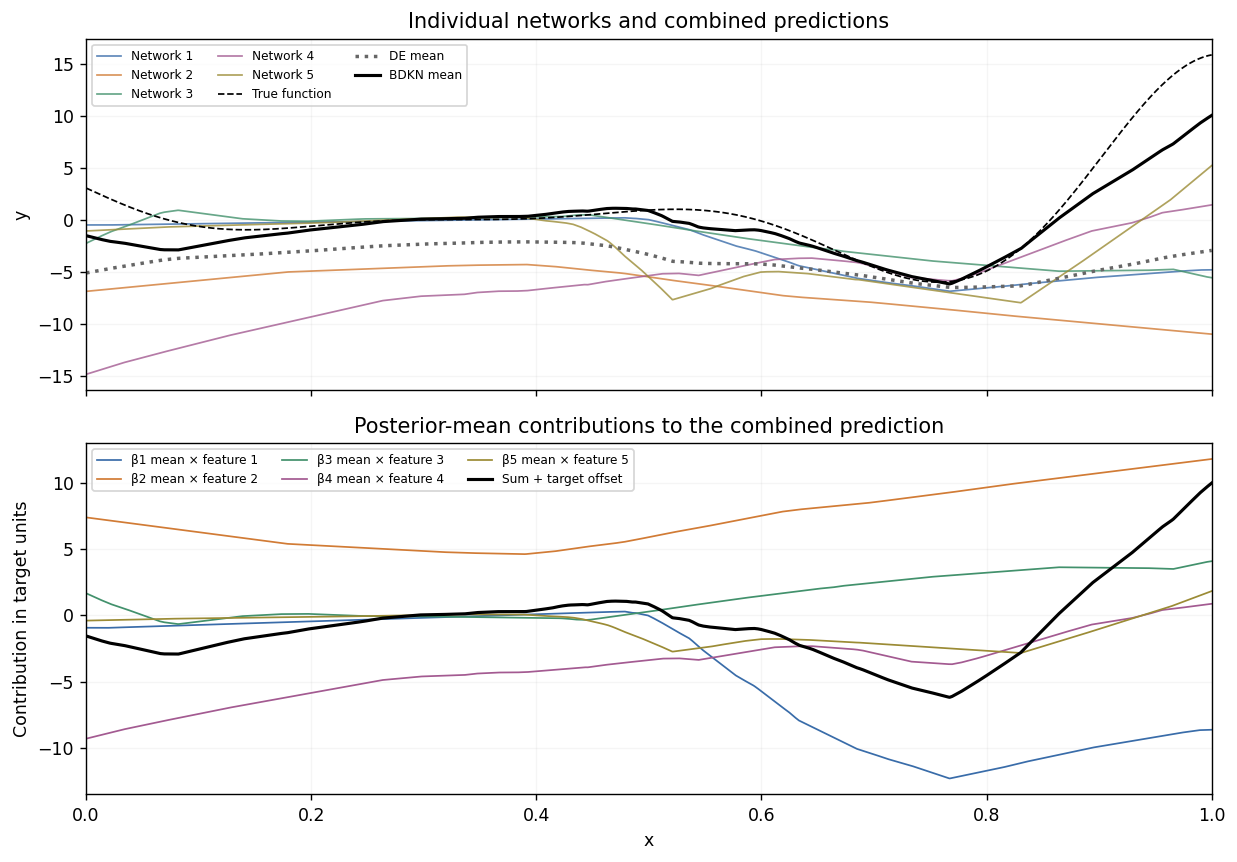 Individual networks and combined predictions
Network 1
Network 2
Network 3
Network 4
Network 5
True function
DE mean
BDKN mean
15
10
5
0
−5
−10
−15
y
Posterior-mean contributions to the combined prediction
β1 mean × feature 1
β2 mean × feature 2
β3 mean × feature 3
β4 mean × feature 4
β5 mean × feature 5
Sum + target offset
10
5
0
−5
−10
Contribution in target units
0.0
0.2
0.4
0.6
0.8
1.0
x